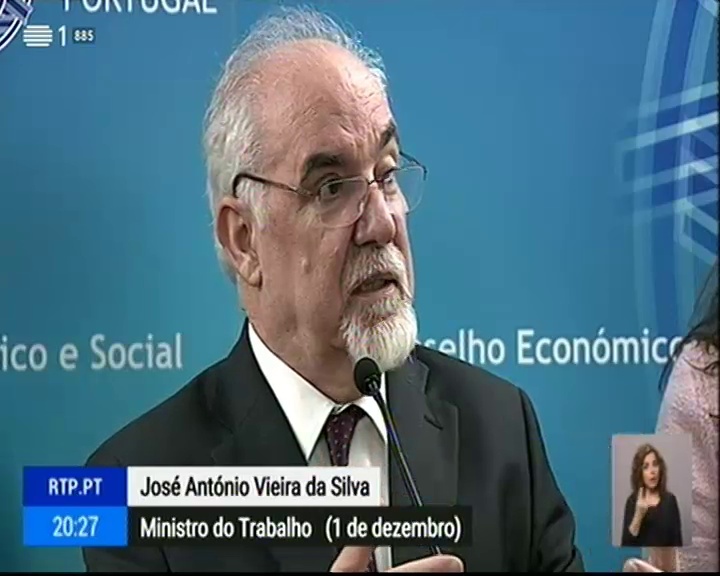 PORTUGAL
1 885
ico e Social
selho Económico
RTP.PT José António Vieira da Silva
20:27 Ministro do Trabalho (1 de dezembro)